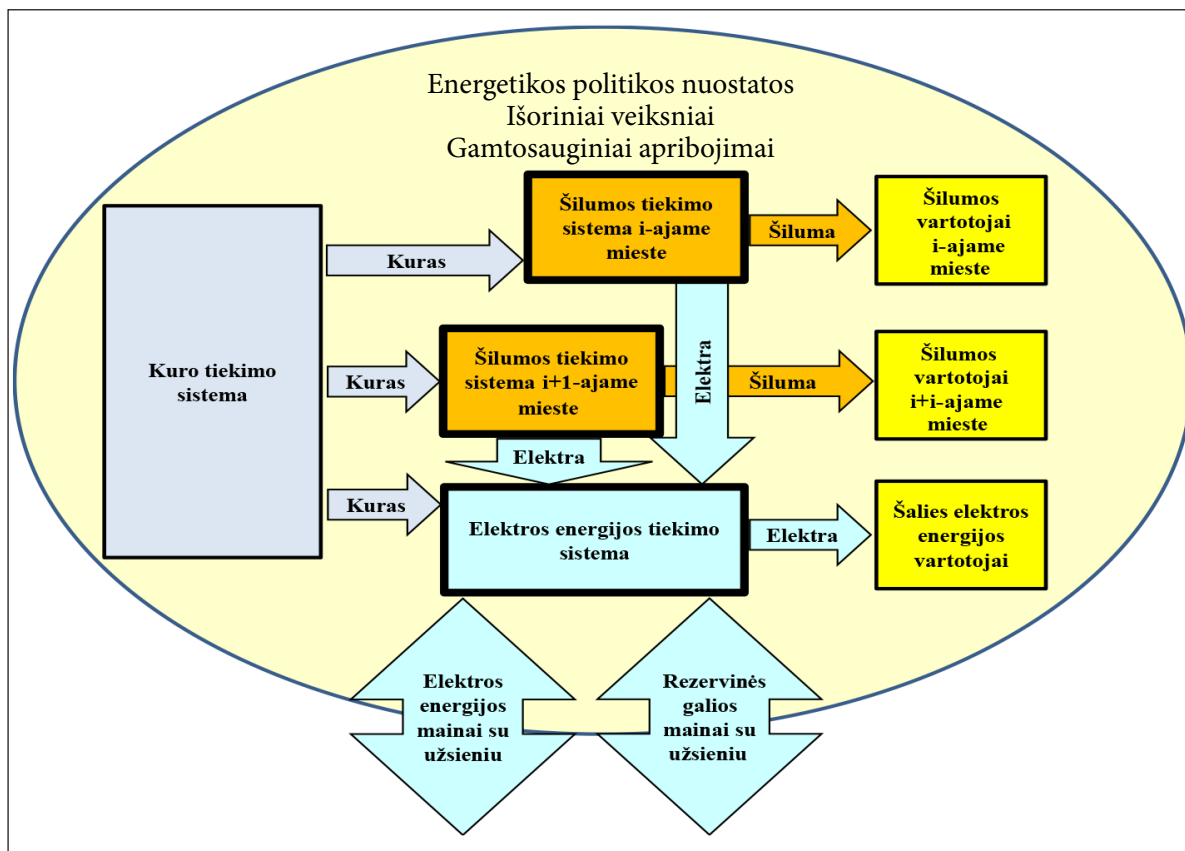 Energetikos politikos nuostatos
Išoriniai veiksniai
Gamtosauginiai apribojimai
Kuro tiekimo
sistema
Kuras
Šilumos tiekimo
sistema i-ajame
mieste
Šiluma
Šilumos
vartotojai
i-ajame
mieste
Kuras
Šilumos tiekimo
sistema i+1-ajame
mieste
Elektra
Šiluma
Šilumos
vartotojai
i+i-ajame
mieste
Elektra
Kuras
Elektros energijos tiekimo
sistema
Elektra
Šalies elektros
energijos
vartotojai
Elektros
energijos
mainai su
užsieniu
Rezervinės
galios
mainai su
užsieniu